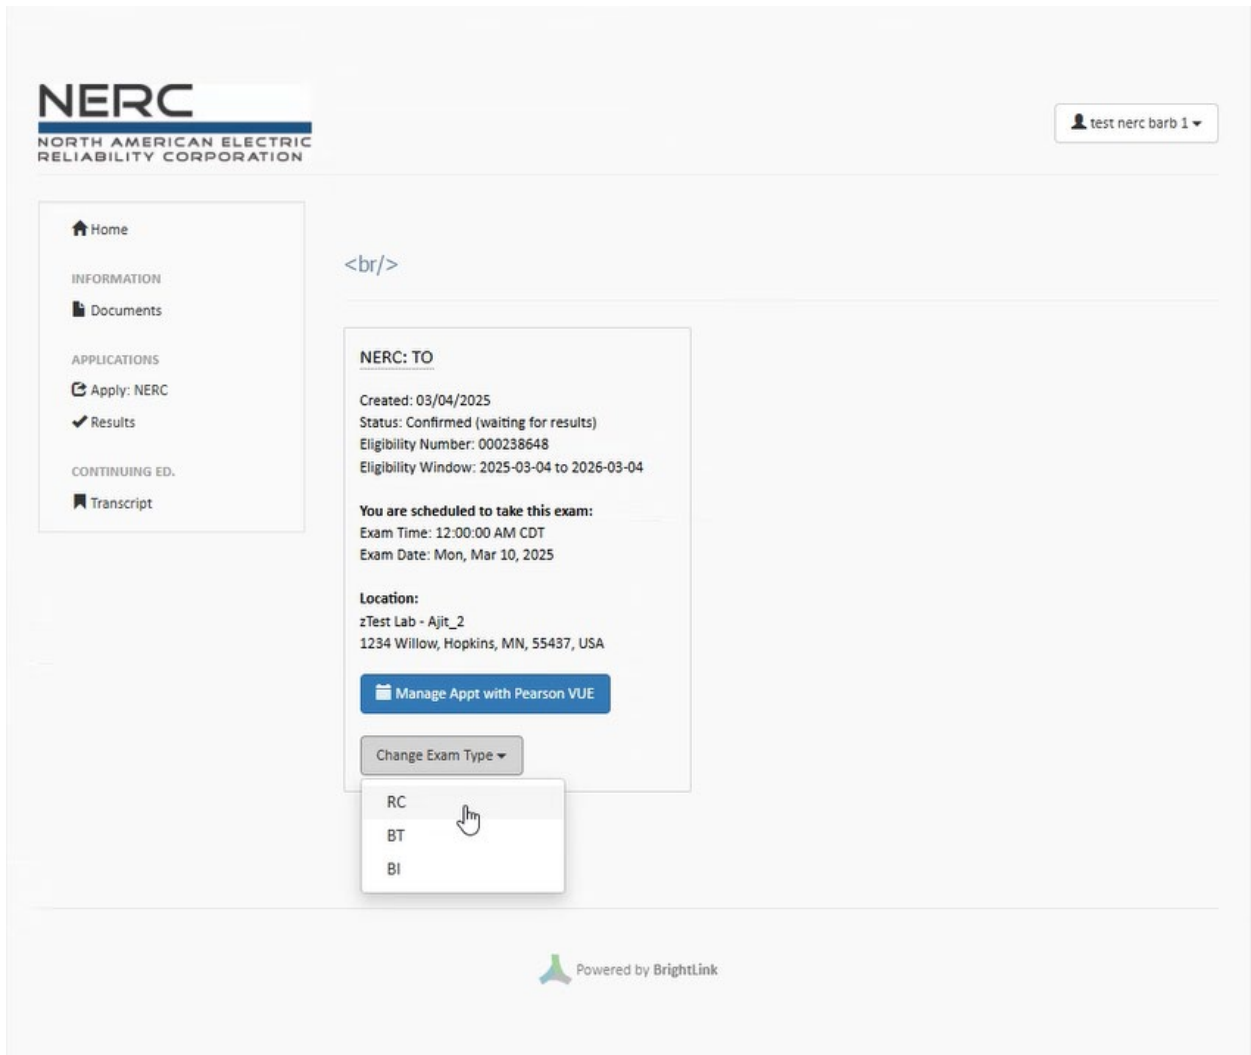 NERC
NORTH AMERICAN ELECTRIC
RELIABILITY CORPORATION
test nerc barb 1
Home
INFORMATION
Documents
APPLICATIONS
Apply: NERC
Results
CONTINUING ED.
Transcript
<br/>
NERC: TO
Created: 03/04/2025
Status: Confirmed (waiting for results)
Eligibility Number: 000238648
Eligibility Window: 2025-03-04 to 2026-03-04
You are scheduled to take this exam:
Exam Time: 12:00:00 AM CDT
Exam Date: Mon, Mar 10, 2025
Location:
zTest Lab - Ajit_2
1234 Willow, Hopkins, MN, 55437, USA
Manage Appt with Pearson VUE
Change Exam Type
RC
BT
BI
Powered by BrightLink